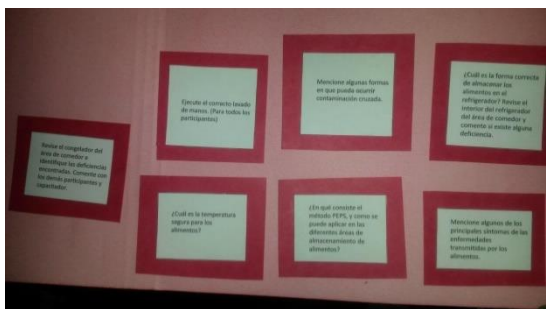 Revise el congelador del
área de comedor y
identifique las deficiencias
encontradas. Comente con
los demás participantes y
capacitador.
Ejecute el correcto lavado
de manos. (Para todos los
participantes)
Mencione algunas formas
en que pueda ocurrir
contaminación cruzada.
¿Cuál es la forma correcta
de almacenar los
alimentos en el
refrigerador? Revise el
interior del refrigerador
del área de comedor y
comente si existe alguna
deficiencia.
¿Cuál es la temperatura
segura para los
alimentos?
¿En qué consiste el
método PEPS, y como se
puede aplicar en las
diferentes áreas de
almacenamiento de
alimentos?
Mencione algunos de los
principales síntomas de las
enfermedades
transmitidas por los
alimentos